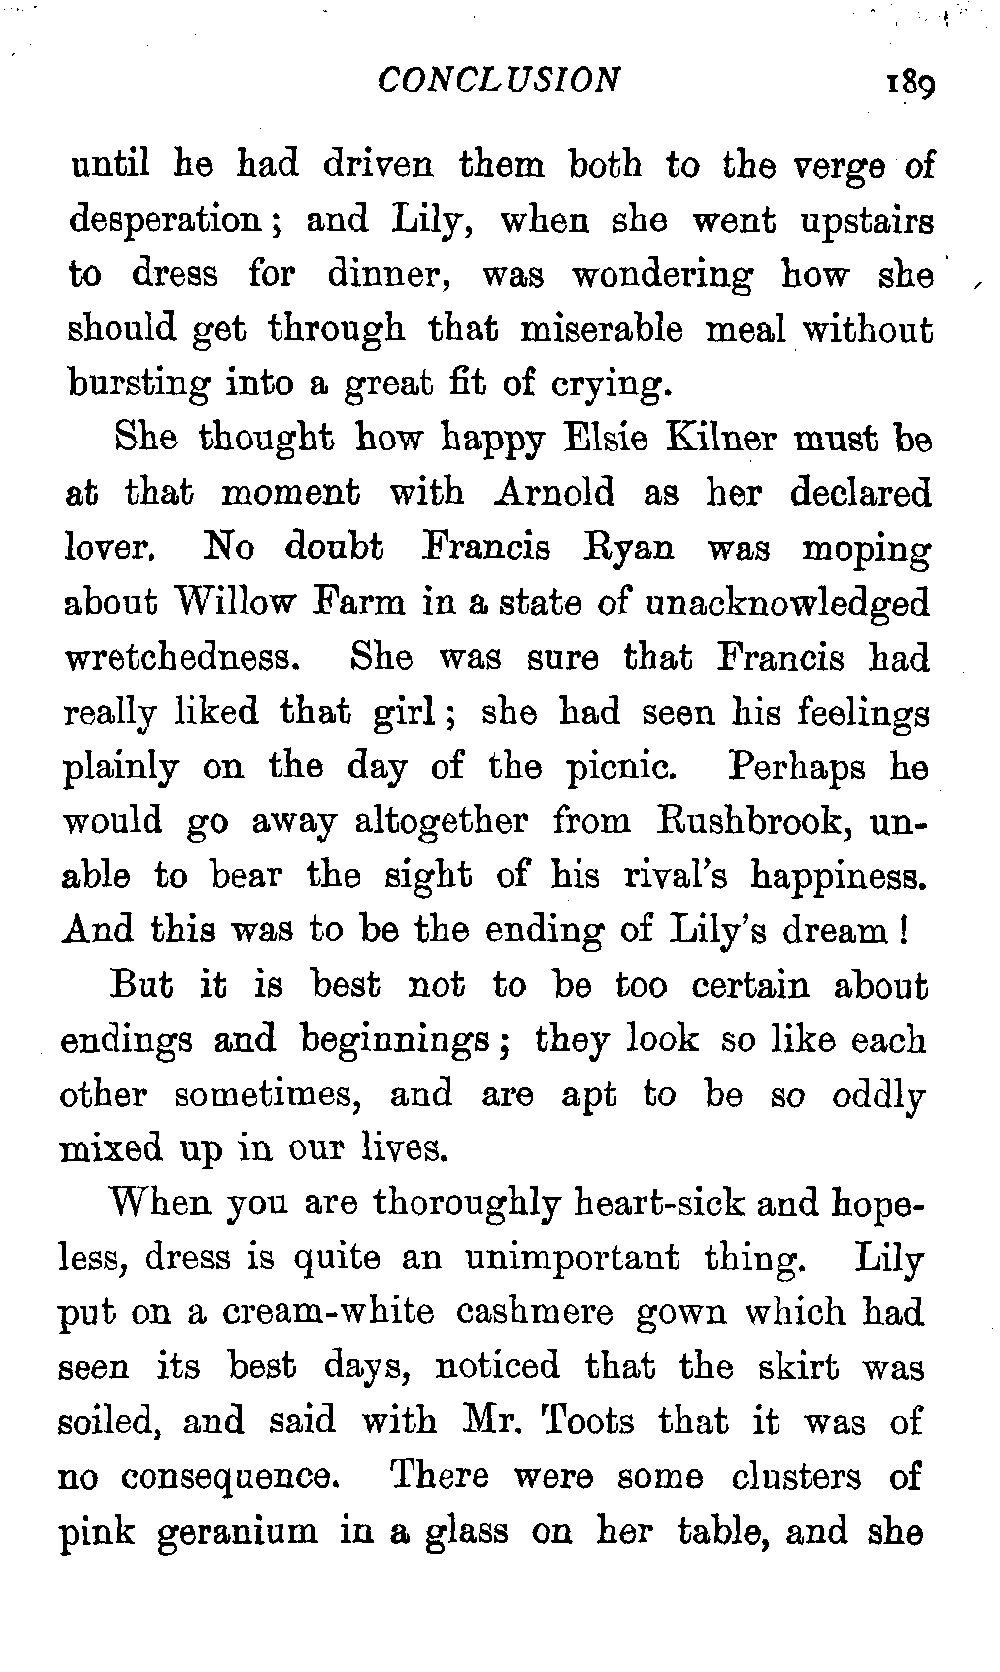 CONCLUSION 189
until he had driven them both to the verge of
desperation; and Lily, when she went upstairs
to dress for dinner, was wondering how she
should get through that miserable meal without
bursting into a great fit of crying.
She thought how happy Elsie Kilner must be
at that moment with Arnold as her declared
lover. No doubt Francis Ryan was moping
about Willow Farm in a state of unacknowledged
wretchedness. She was sure that Francis had
really liked that girl; she had seen his feelings
plainly on the day of the picnic. Perhaps he
would go away altogether from Rushbrook, un-
able to bear the sight of his rival's happiness.
And this was to be the ending of Lily's dream!
But it is best not to be too certain about
endings and beginnings; they look so like each
other sometimes, and are apt to be so oddly
mixed up in our lives.
When you are thoroughly heart-sick and hope-
less, dress is quite an unimportant thing. Lily
put on a cream-white cashmere gown which had
seen its best days, noticed that the skirt was
soiled, and said with Mr. Toots that it was of
no consequence. There were some clusters of
pink geranium in a glass on her table, and she